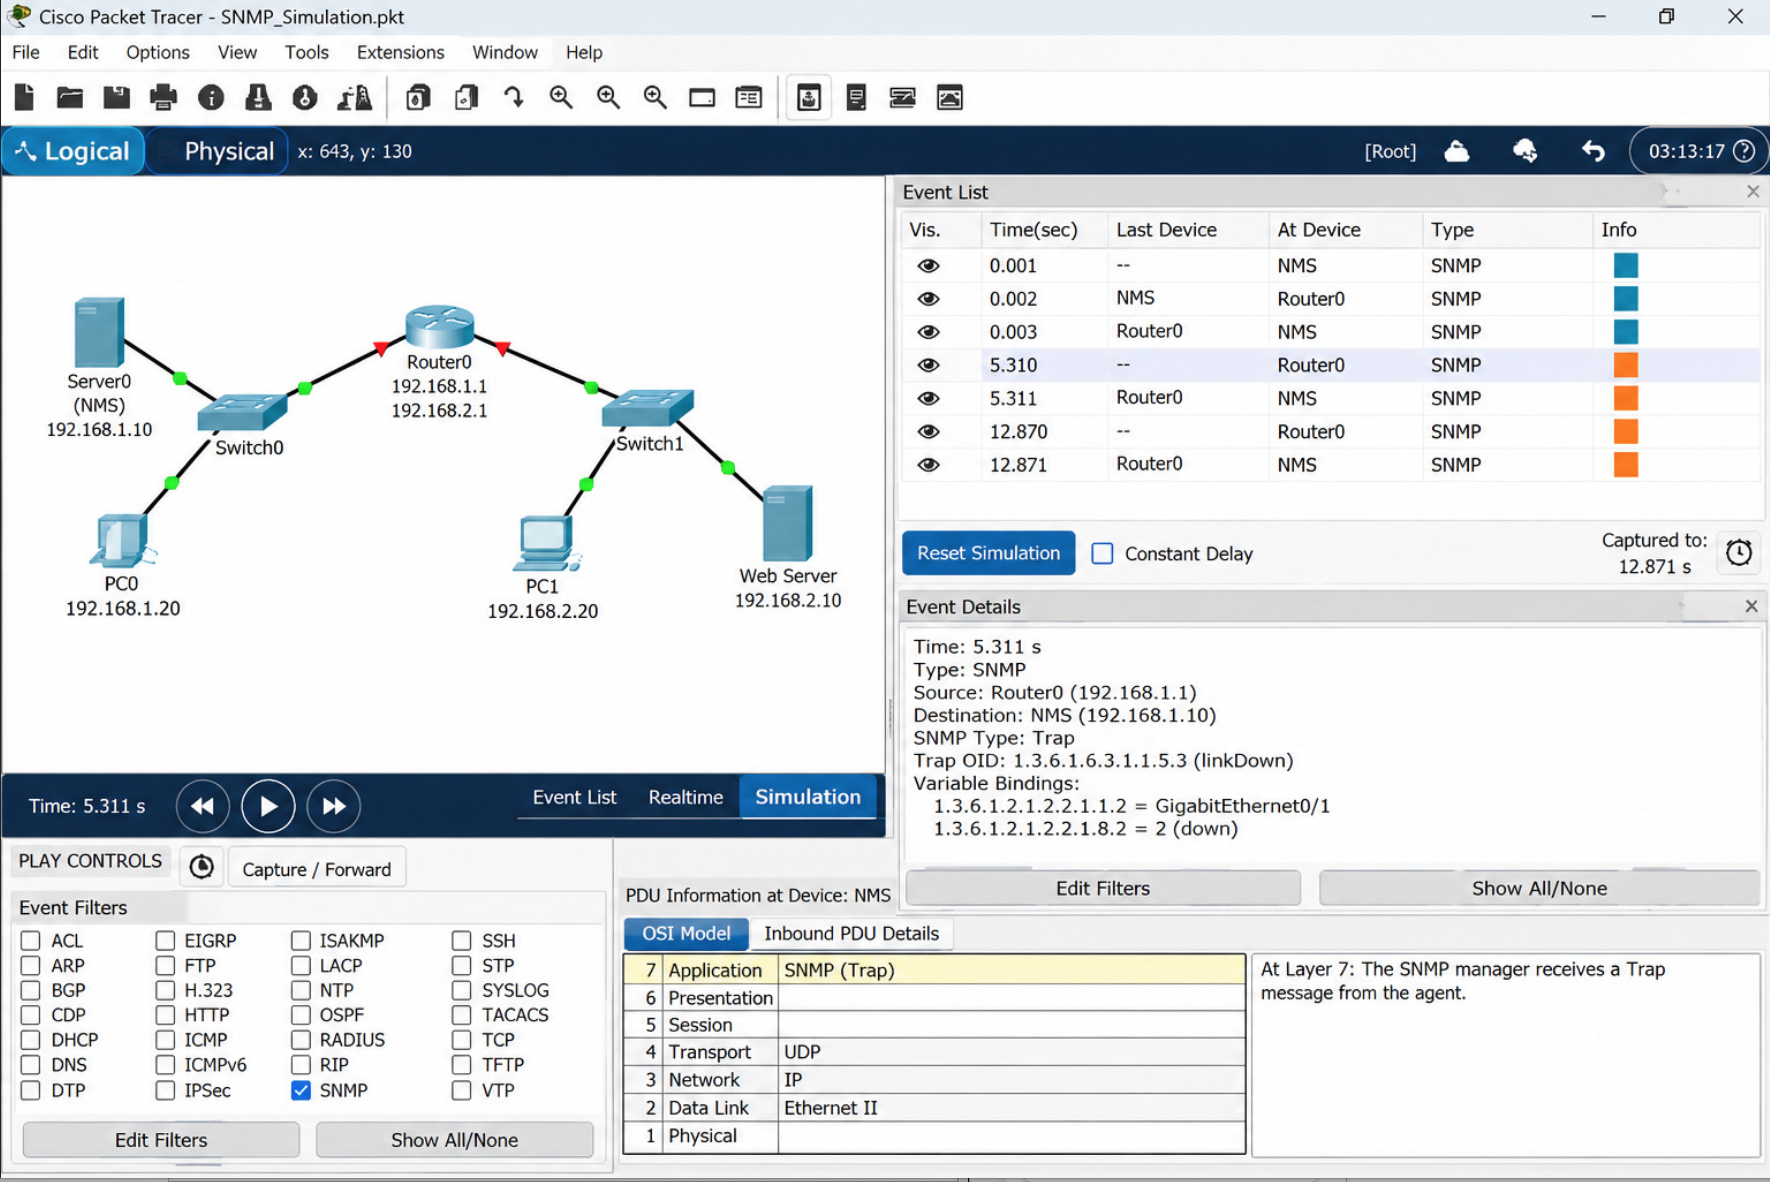 Cisco Packet Tracer - SNMP_Simulation.pkt
File Edit Options View Tools Extensions Window Help
Logical Physical x: 643, y: 130 [Root] 03:13:17
Server0
(NMS)
192.168.1.10
Switch0
Router0
192.168.1.1
192.168.2.1
Switch1
PC0
192.168.1.20
PC1
192.168.2.20
Web Server
192.168.2.10
Event List
Vis. Time(sec) Last Device At Device Type Info
0.001 -- NMS SNMP
0.002 NMS Router0 SNMP
0.003 Router0 NMS SNMP
5.310 -- Router0 SNMP
5.311 Router0 NMS SNMP
12.870 -- Router0 SNMP
12.871 Router0 NMS SNMP
Reset Simulation Constant Delay
Captured to:
12.871 s
Event Details
Time: 5.311 s
Type: SNMP
Source: Router0 (192.168.1.1)
Destination: NMS (192.168.1.10)
SNMP Type: Trap
Trap OID: 1.3.6.1.6.3.1.1.5.3 (linkDown)
Variable Bindings:
1.3.6.1.2.1.2.2.1.1.2 = GigabitEthernet0/1
1.3.6.1.2.1.2.2.1.8.2 = 2 (down)
Edit Filters Show All/None
Time: 5.311 s Event List Realtime Simulation
PLAY CONTROLS Capture / Forward
Event Filters
ACL EIGRP ISAKMP SSH
ARP FTP LACP STP
BGP H.323 NTP SYSLOG
CDP HTTP OSPF TACACS
DHCP ICMP RADIUS TCP
DNS ICMPv6 RIP TFTP
DTP IPSec SNMP VTP
Edit Filters Show All/None
PDU Information at Device: NMS
OSI Model Inbound PDU Details
7 Application SNMP (Trap)
6 Presentation
5 Session
4 Transport UDP
3 Network IP
2 Data Link Ethernet II
1 Physical
At Layer 7: The SNMP manager receives a Trap
message from the agent.